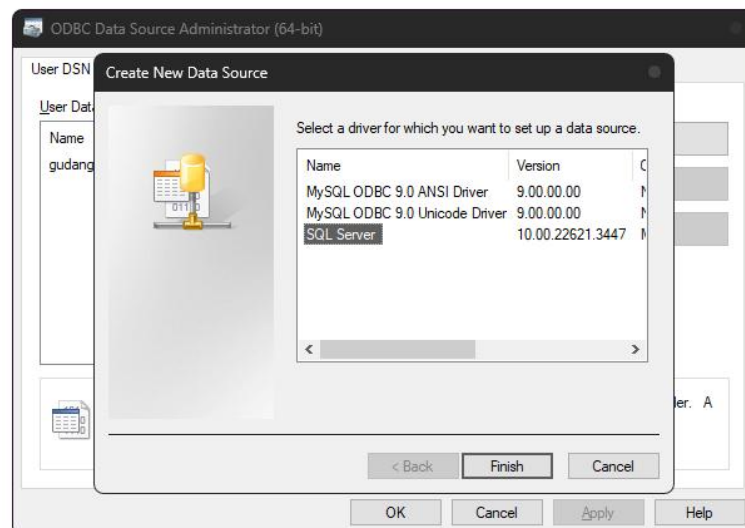 ODBC Data Source Administrator (64-bit)
User DSN
Create New Data Source
User Data
Name
gudang
Select a driver for which you want to set up a data source.
Name Version
MySQL ODBC 9.0 ANSI Driver 9.00.00.00
MySQL ODBC 9.0 Unicode Driver 9.00.00.00
SQL Server 10.00.22621.3447
ler. A
< Back Finish Cancel
OK Cancel Apply Help